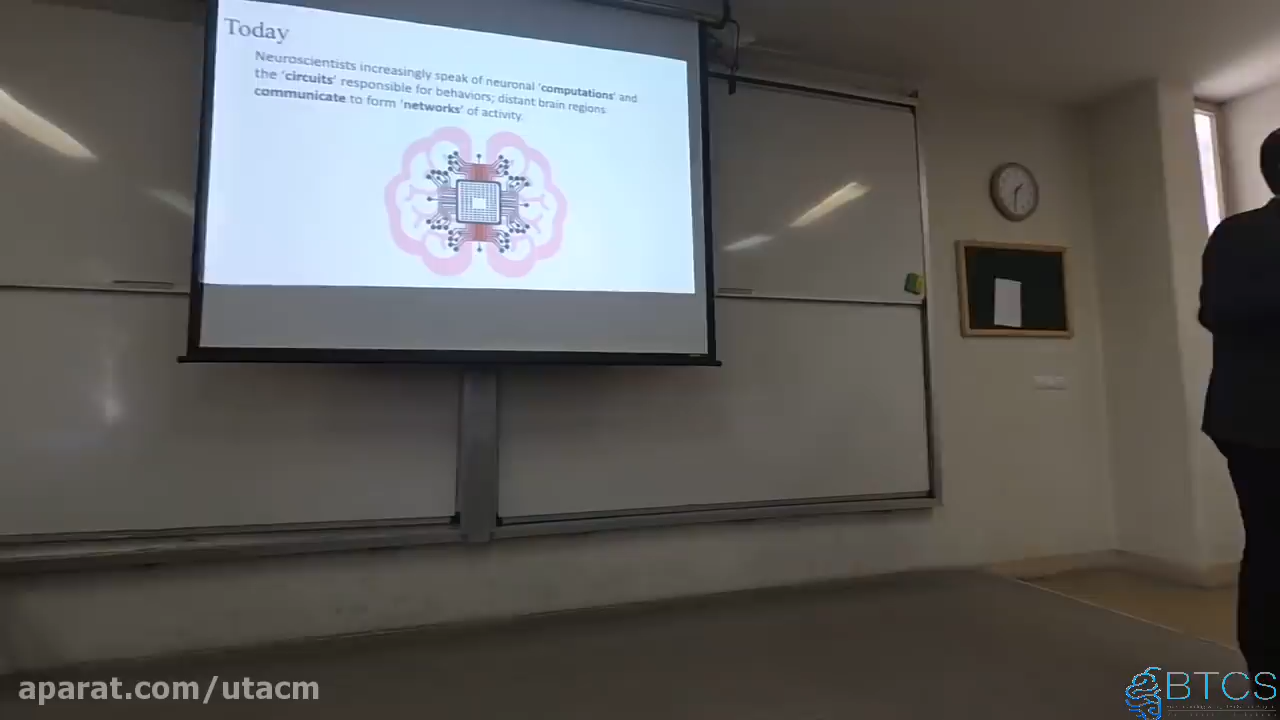 Today
Neuroscientists increasingly speak of neuronal 'computations' and
the 'circuits' responsible for behaviors; distant brain regions
communicate to form 'networks' of activity.
aparat.com/utacm
BTCS